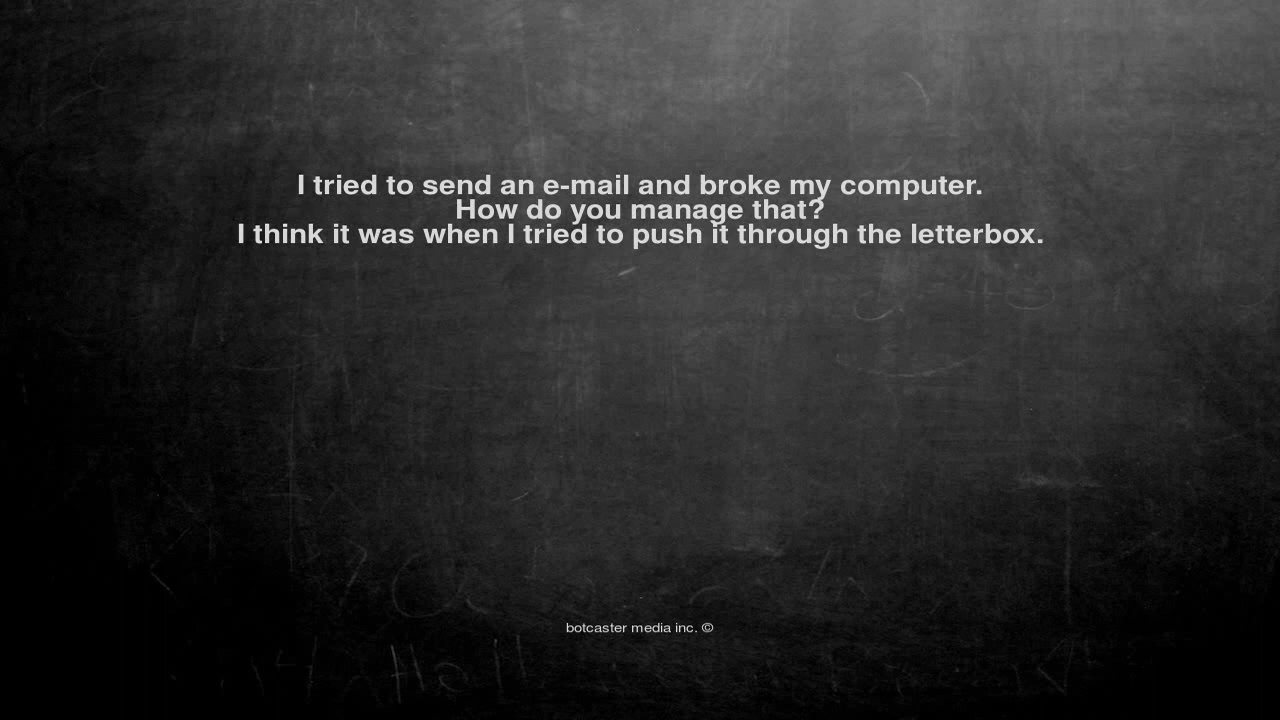 I tried to send an e-mail and broke my computer.
How do you manage that?
I think it was when I tried to push it through the letterbox.
botcaster media inc. ©